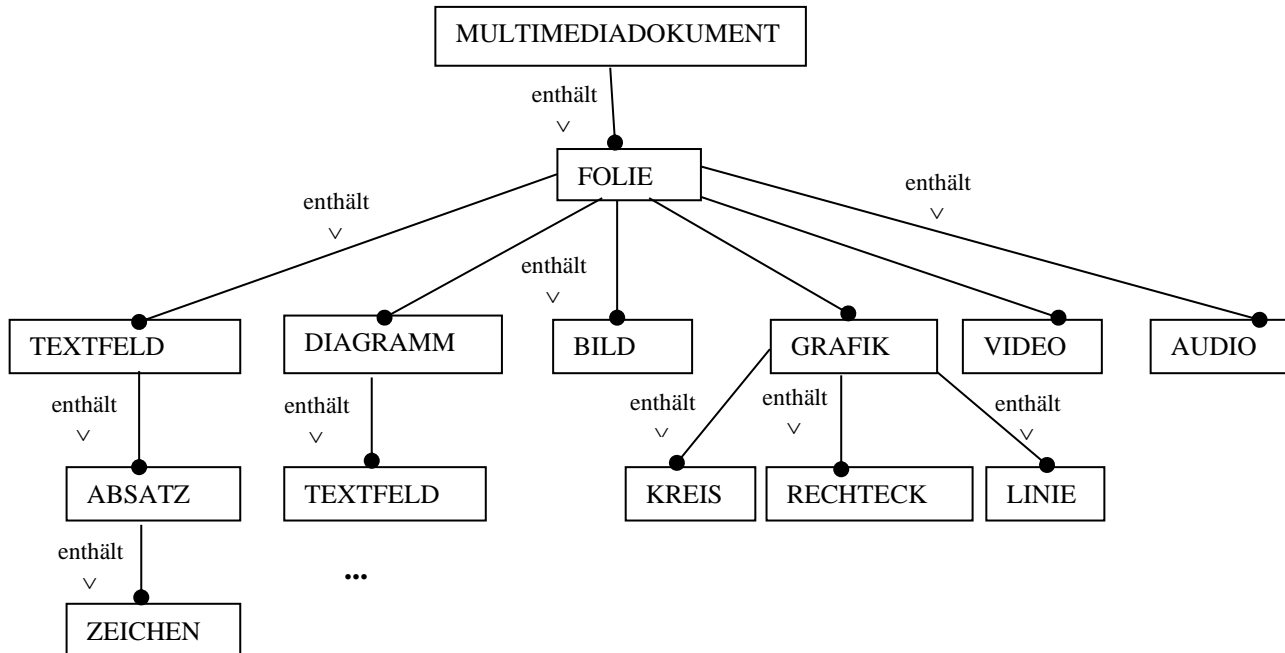 MULTIMEDIADOKUMENT
enthält
FOLIE
enthält
enthält
enthält
TEXTFELD
DIAGRAMM
BILD
GRAFIK
VIDEO
AUDIO
enthält
enthält
enthält
enthält
enthält
ABSATZ
TEXTFELD
KREIS
RECHTECK
LINIE
enthält
...
ZEICHEN